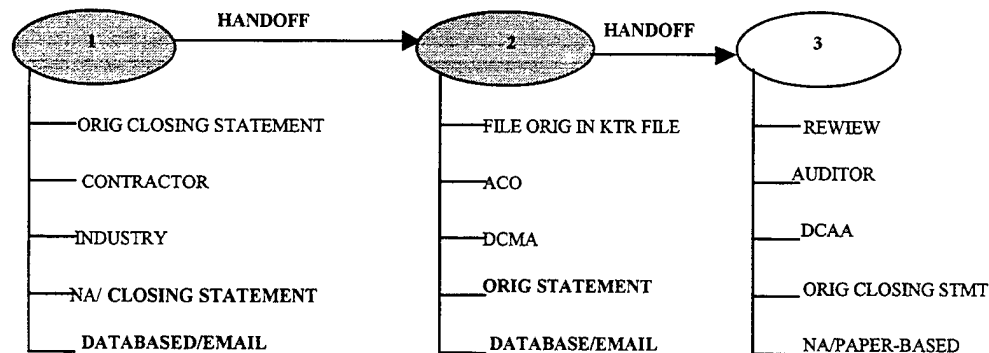 HANDOFF
HANDOFF
1
2
3
ORIG CLOSING STATEMENT
CONTRACTOR
INDUSTRY
NA/ CLOSING STATEMENT
DATABASED/EMAIL
FILE ORIG IN KTR FILE
ACO
DCMA
ORIG STATEMENT
DATABASE/EMAIL
REWIEW
AUDITOR
DCAA
ORIG CLOSING STMT
NA/PAPER-BASED